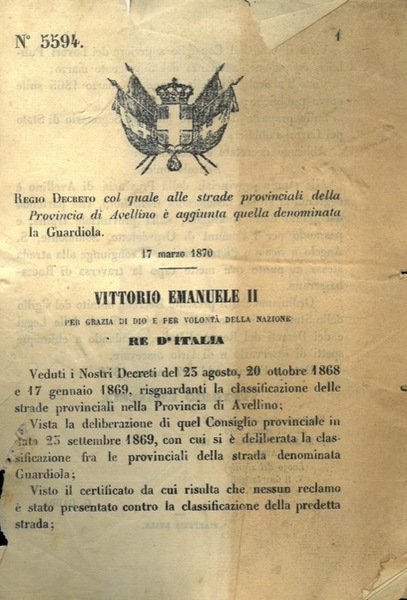 N° 5594.
1
REGIO DECRETO col quale alle strade provinciali della
Provincia di Avellino è aggiunta quella denominata
la Guardiola.
17 marzo 1870
VITTORIO EMANUELE II
PER GRAZIA DI DIO E PER VOLONTÀ DELLA NAZIONE
RE D'ITALIA
Veduti i Nostri Decreti del 23 agosto, 20 ottobre 1868
e 17 gennaio 1869, risguardanti la classificazione delle
strade provinciali nella Provincia di Avellino;
Vista la deliberazione di quel Consiglio provinciale in
data 23 settembre 1869, con cui si è deliberata la clas-
sificazione fra le provinciali della strada denominata
Guardiola;
Visto il certificato da cui risulta che nessun reclamo
è stato presentato contro la classificazione della predetta
strada;